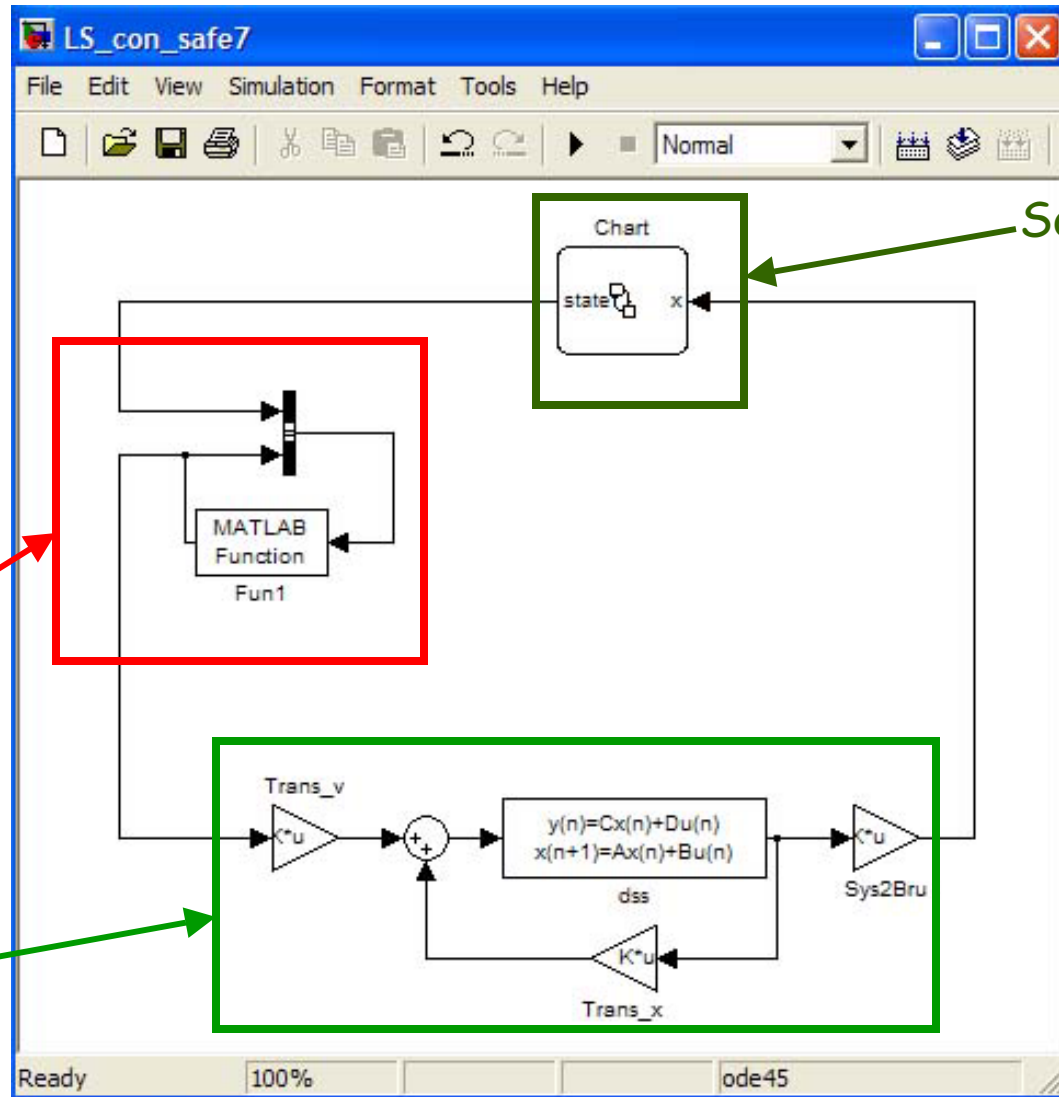 LS_con_safe7
File Edit View Simulation Format Tools Help
Normal
Chart
state x
MATLAB
Function
Fun1
Trans_v
K*u
+
+
y(n)=Cx(n)+Du(n)
x(n+1)=Ax(n)+Bu(n)
dss
K*u
Sys2Bru
K*u
Trans_x
Ready 100% ode45